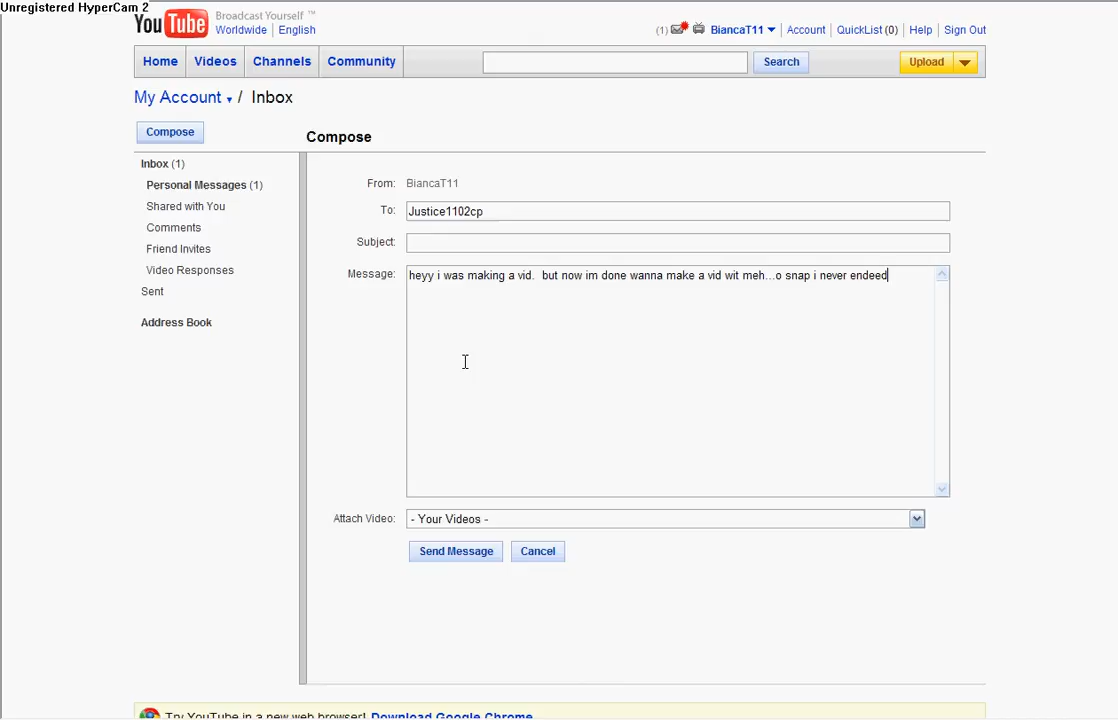 Unregistered HyperCam 2
YouTube Broadcast Yourself ™
Worldwide | English
(1) BiancaT11 | Account | QuickList (0) | Help | Sign Out
Home Videos Channels Community Search Upload
My Account / Inbox
Compose
Compose
Inbox (1)
Personal Messages (1)
Shared with You
Comments
Friend Invites
Video Responses
Sent
Address Book
From: BiancaT11
To: Justice1102cp
Subject:
Message: heyy i was making a vid.  but now im done wanna make a vid wit meh...o snap i never endeed
Attach Video: - Your Videos -
Send Message Cancel
Try YouTube in a new web browser! Download Google Chrome